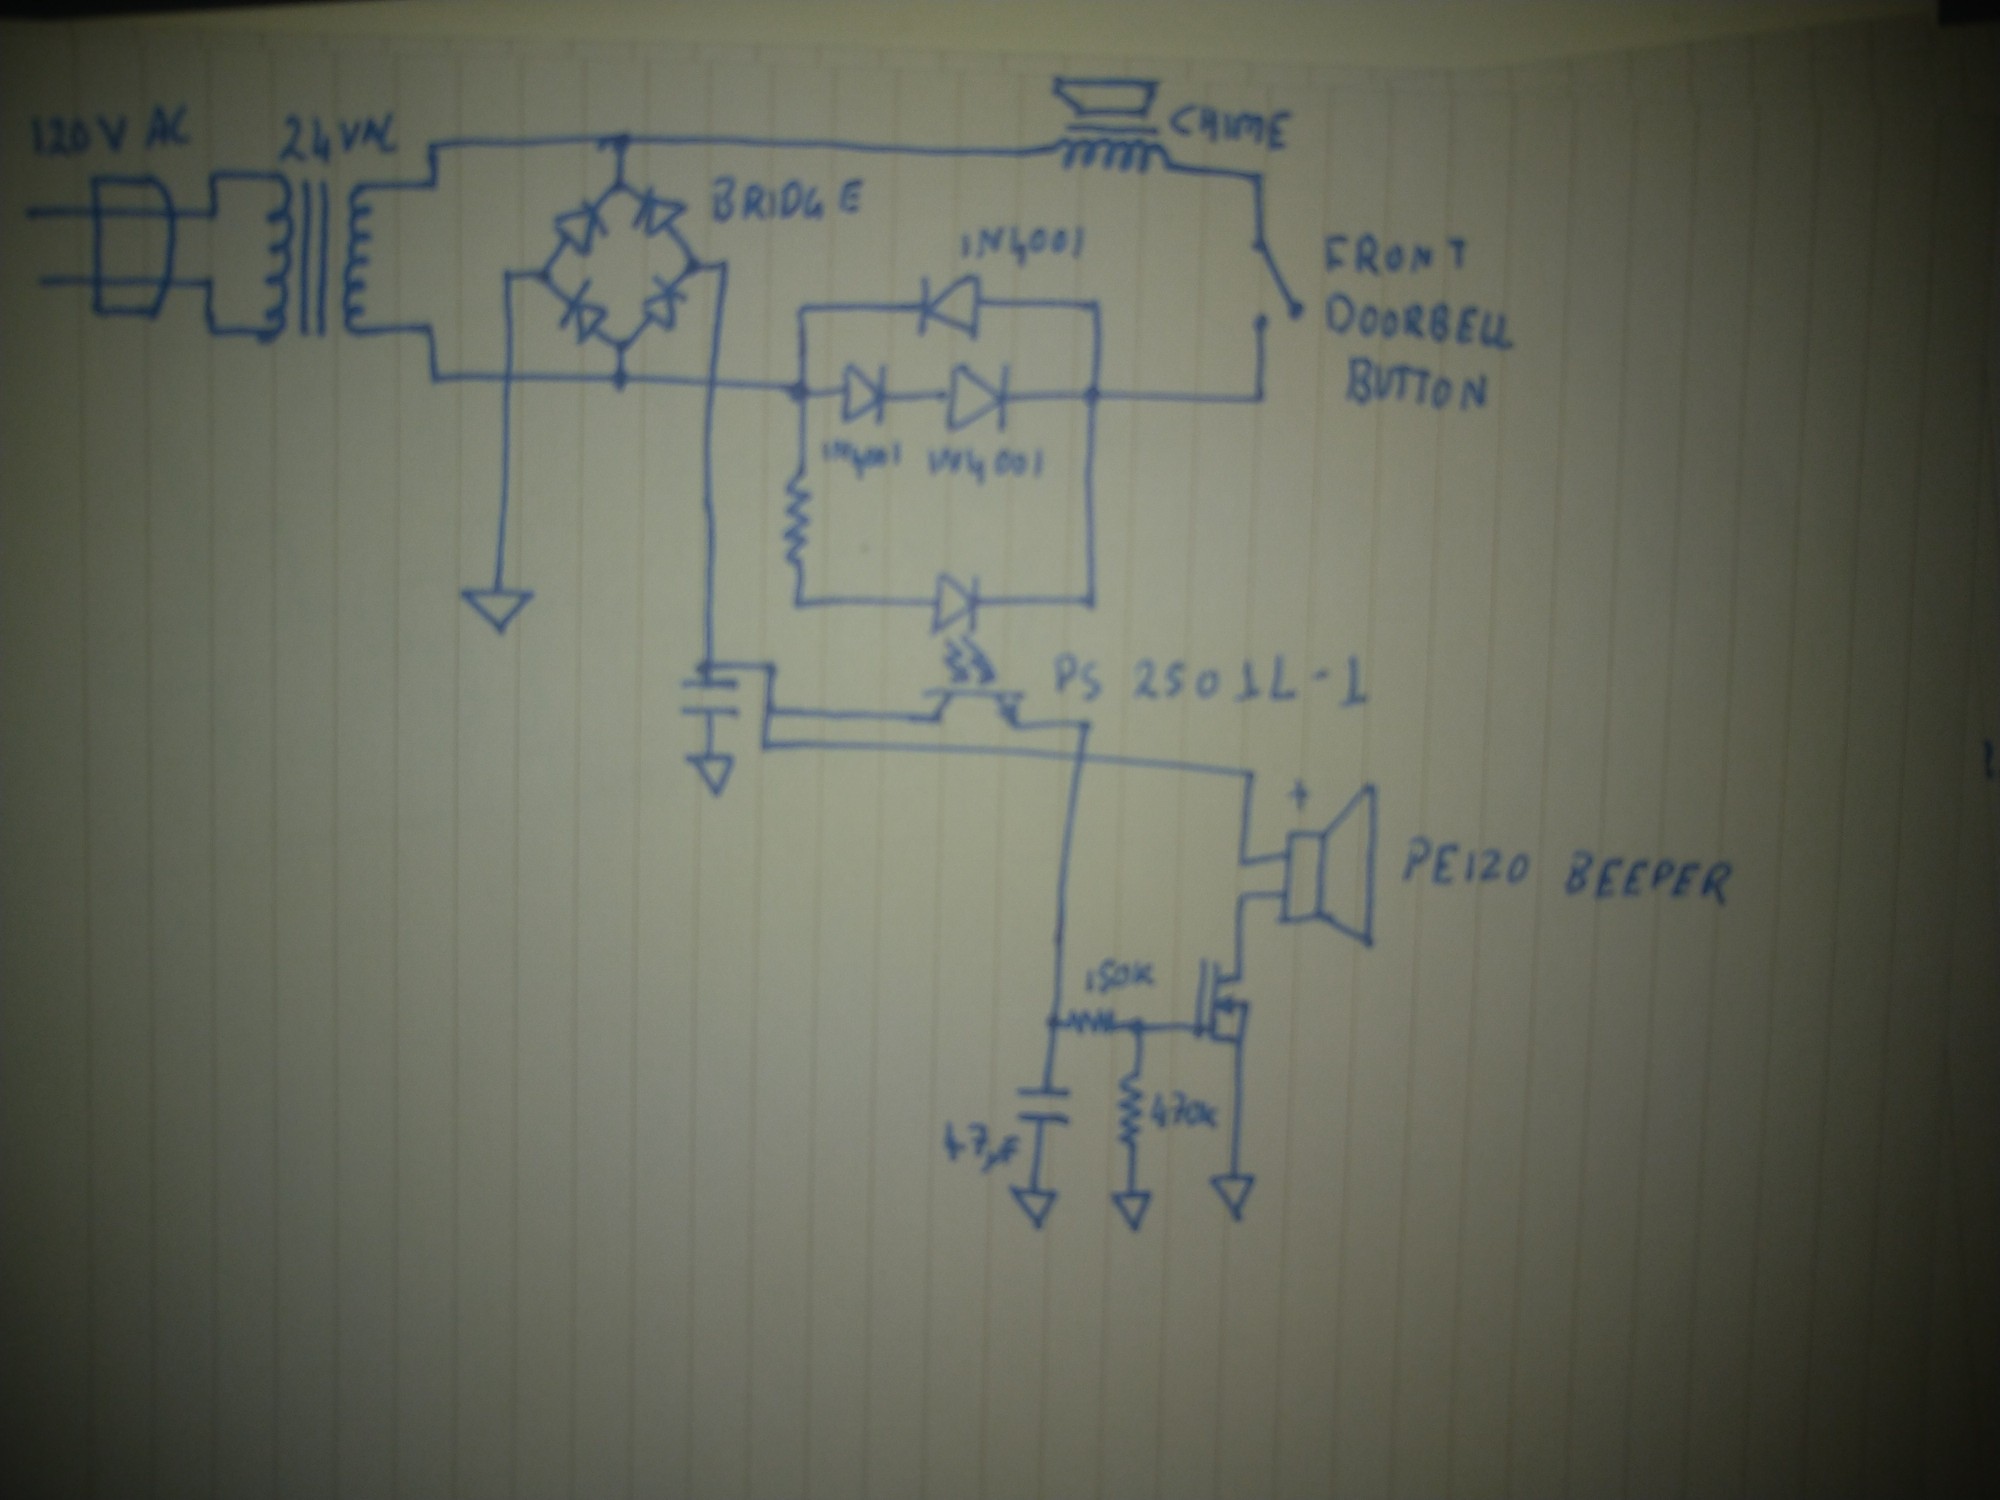 120V AC
24VAC
CHIME
BRIDGE
1N4001
FRONT
DOORBELL
BUTTON
1N4001
1N4001
PS 2501L-1
+
PE120 BEEPER
150K
470K
47µF